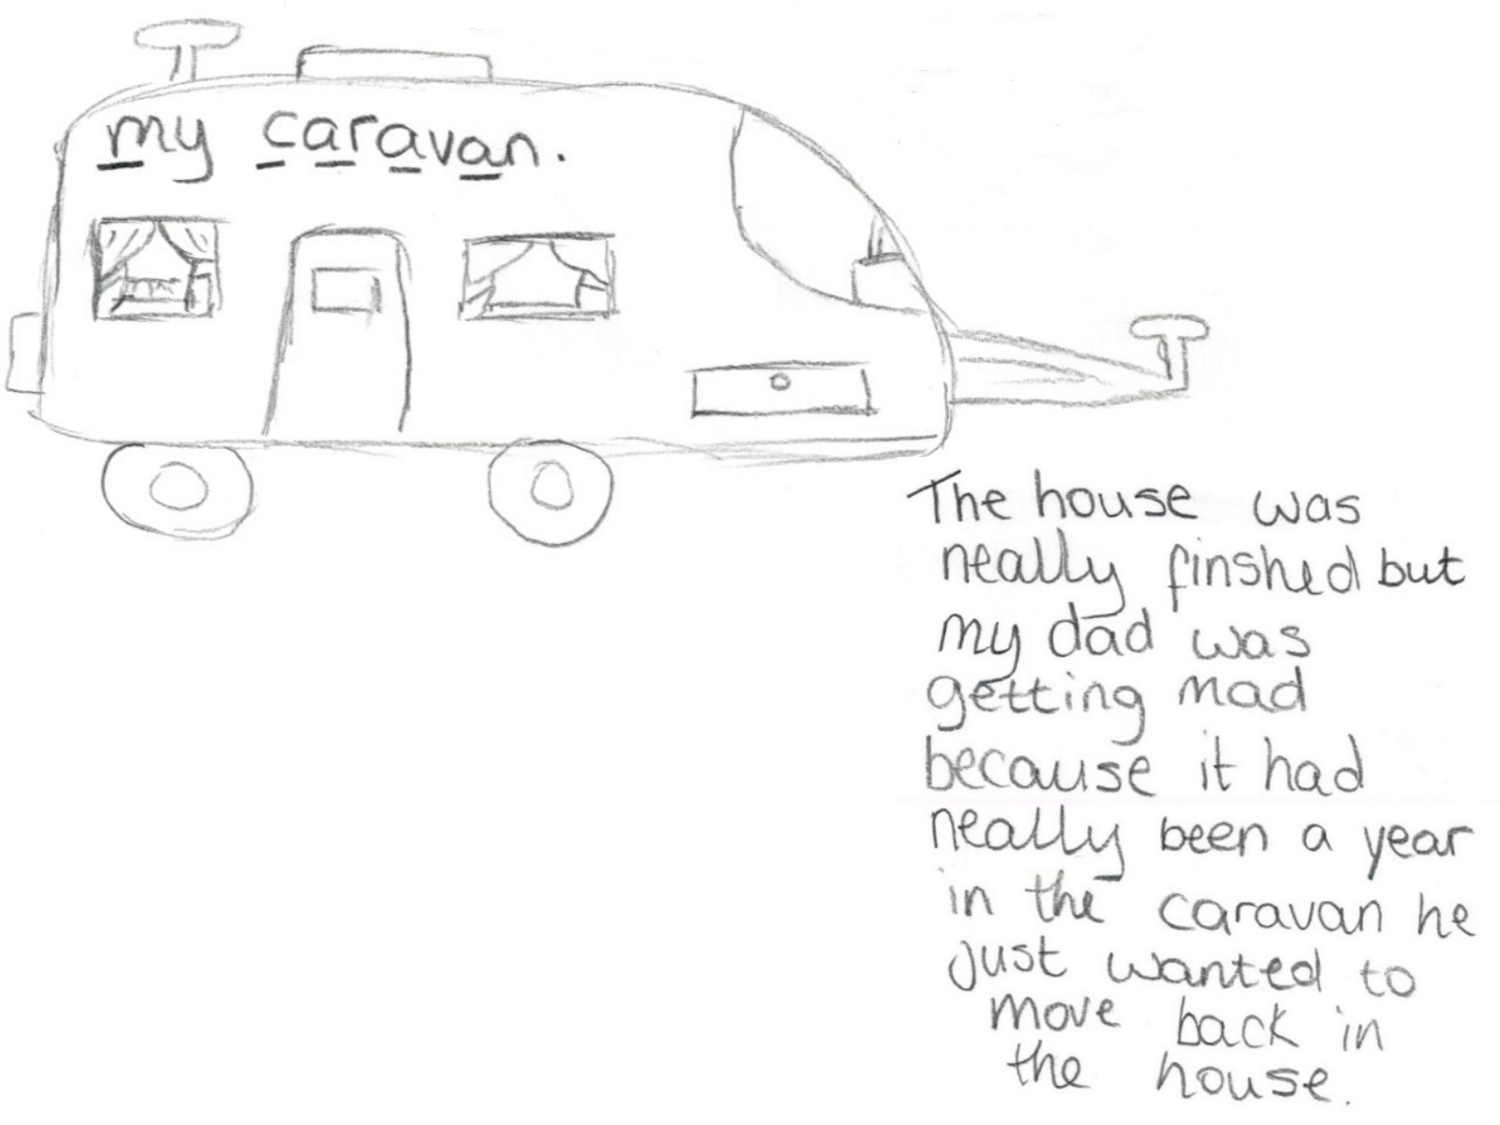 my caravan.
The house was
neally finshed but
my dad was
getting mad
because it had
neally been a year
in the caravan he
just wanted to
move back in
the house.